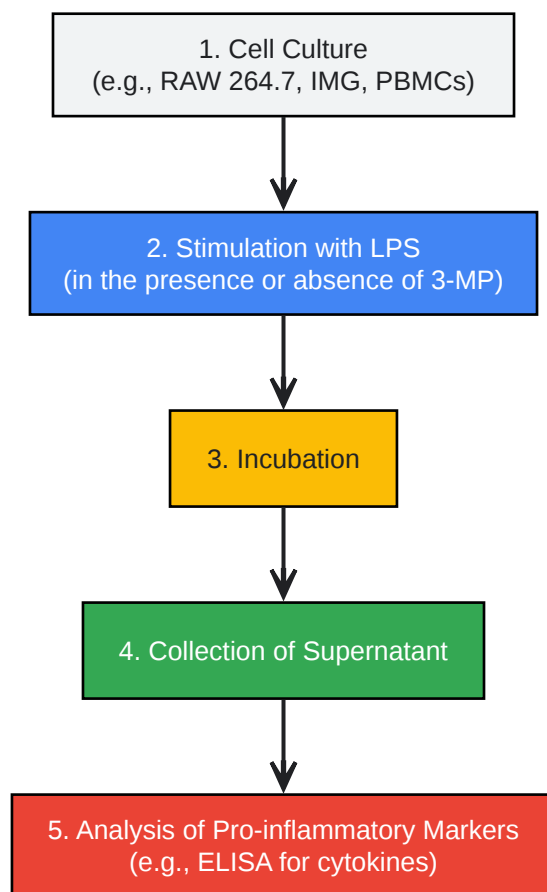 1. Cell Culture
(e.g., RAW 264.7, IMG, PBMCs)
2. Stimulation with LPS
(in the presence or absence of 3-MP)
3. Incubation
4. Collection of Supernatant
5. Analysis of Pro-inflammatory Markers
(e.g., ELISA for cytokines)